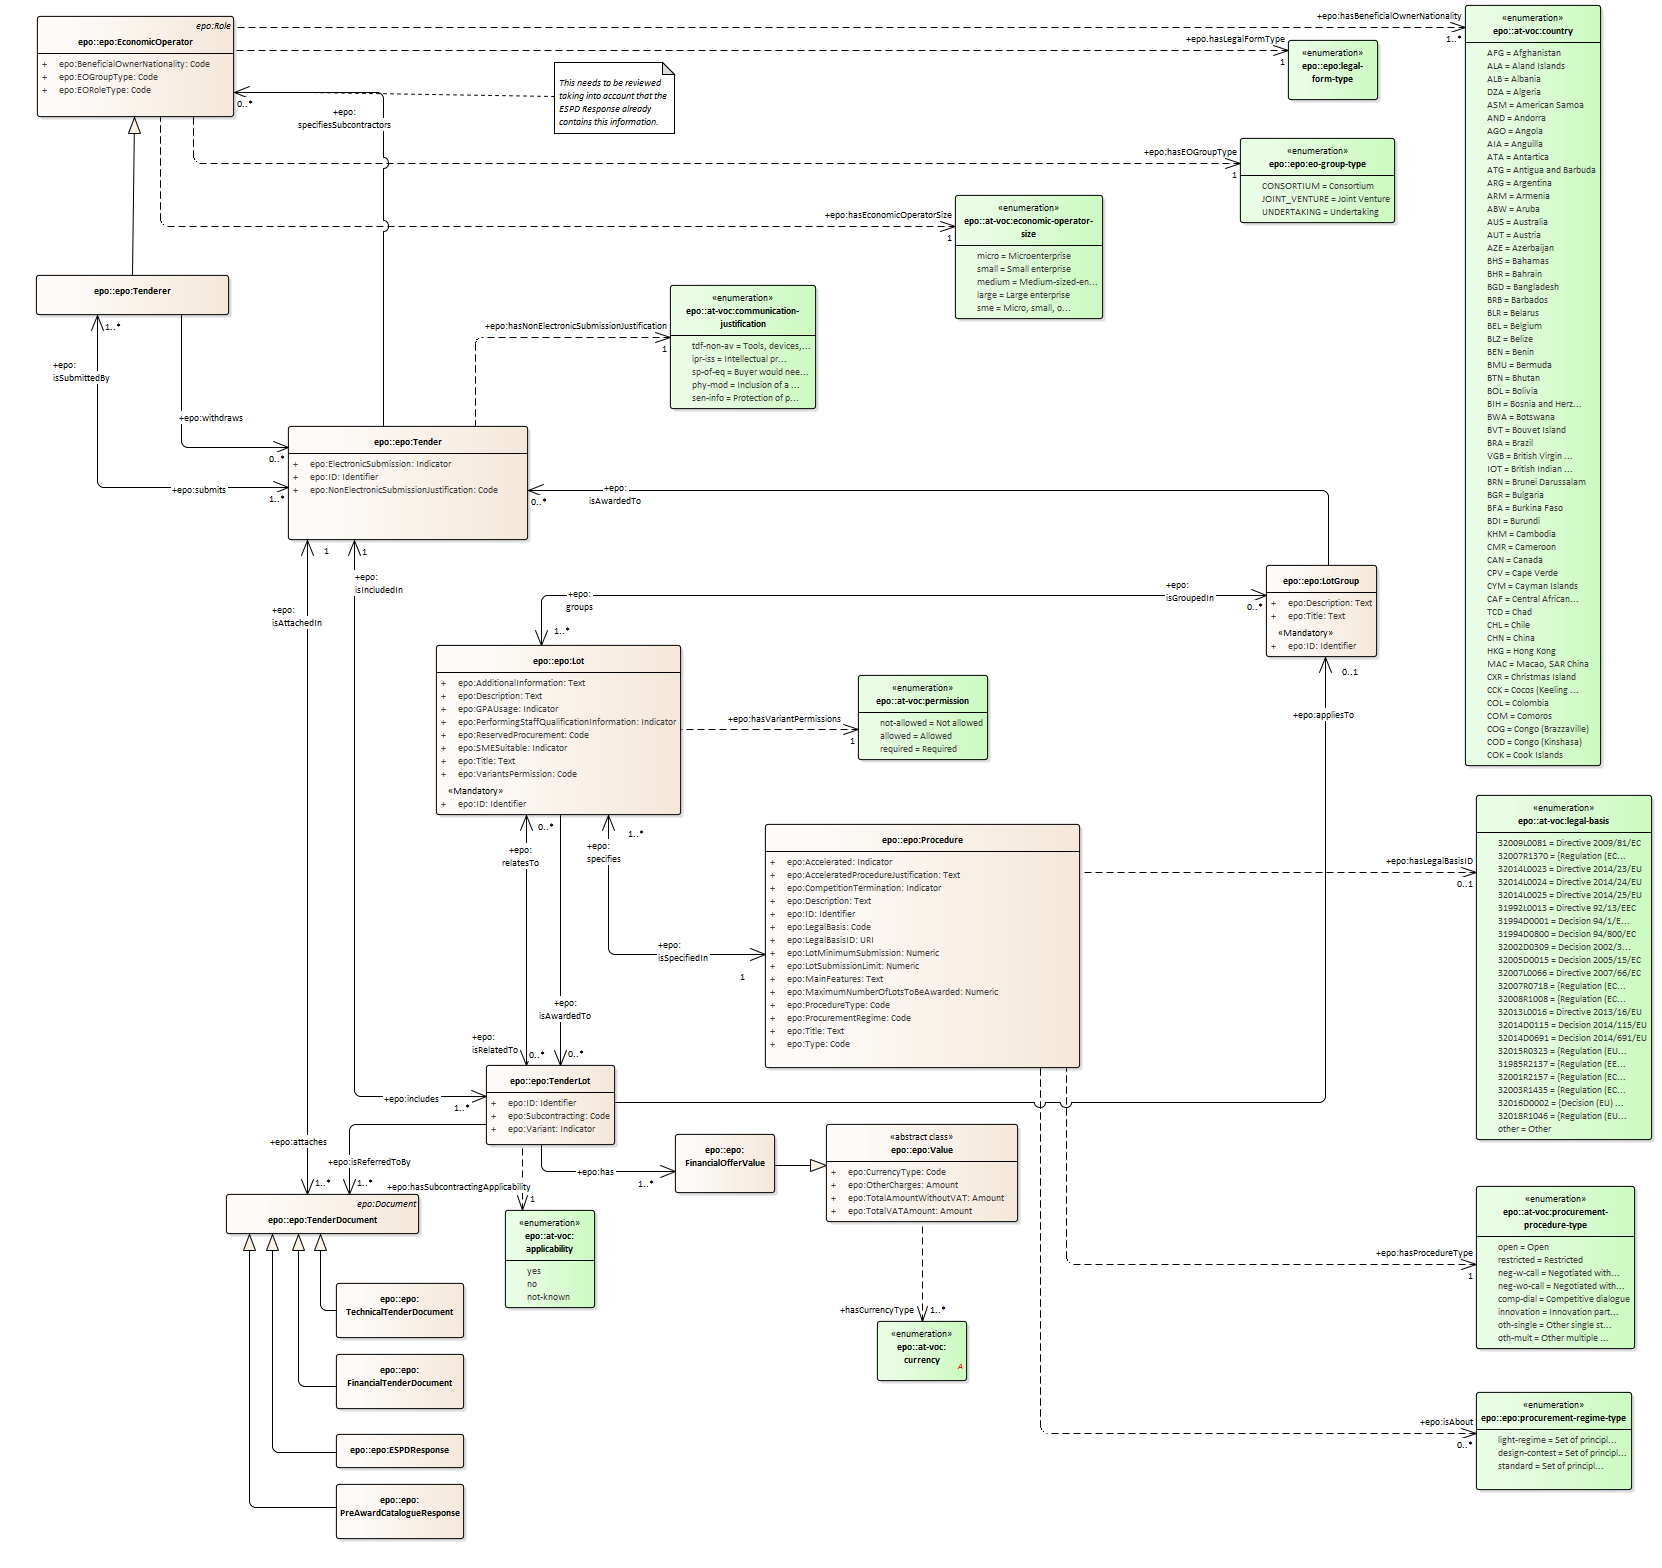 epo:Role
epo::epo:EconomicOperator
+ epo:BeneficialOwnerNationality: Code
+ epo:EOGroupType: Code
+ epo:EORoleType: Code
+epo:hasBeneficialOwnerNationality
1..*
+epo.hasLegalFormType
1
«enumeration»
epo::epo:legal-
form-type
This needs to be reviewed
taking into account that the
ESPD Response already
contains this information.
0..*
+epo:
specifiesSubcontractors
+epo:hasEOGroupType
1
«enumeration»
epo::epo:eo-group-type
CONSORTIUM = Consortium
JOINT_VENTURE = Joint Venture
UNDERTAKING = Undertaking
+epo:hasEconomicOperatorSize
1
«enumeration»
epo::at-voc:economic-operator-
size
micro = Microenterprise
small = Small enterprise
medium = Medium-sized-en...
large = Large enterprise
sme = Micro, small, o...
«enumeration»
epo::at-voc:country
AFG = Afghanistan
ALA = Aland Islands
ALB = Albania
DZA = Algeria
ASM = American Samoa
AND = Andorra
AGO = Angola
AIA = Anguilla
ATA = Antartica
ATG = Antigua and Barbuda
ARG = Argentina
ARM = Armenia
ABW = Aruba
AUS = Australia
AUT = Austria
AZE = Azerbaijan
BHS = Bahamas
BHR = Bahrain
BGD = Bangladesh
BRB = Barbados
BLR = Belarus
BEL = Belgium
BLZ = Belize
BEN = Benin
BMU = Bermuda
BTN = Bhutan
BOL = Bolivia
BIH = Bosnia and Herz...
BWA = Botswana
BVT = Bouvet Island
BRA = Brazil
VGB = British Virgin ...
IOT = British Indian ...
BRN = Brunei Darussalam
BGR = Bulgaria
BFA = Burkina Faso
BDI = Burundi
KHM = Cambodia
CMR = Cameroon
CAN = Canada
CPV = Cape Verde
CYM = Cayman Islands
CAF = Central African...
TCD = Chad
CHL = Chile
CHN = China
HKG = Hong Kong
MAC = Macao, SAR China
CXR = Christmas Island
CCK = Cocos (Keeling ...
COL = Colombia
COM = Comoros
COG = Congo (Brazzaville)
COD = Congo (Kinshasa)
COK = Cook Islands
epo::epo:Tenderer
1..*
+epo:
isSubmittedBy
+epo:withdraws
0..*
+epo:submits
1..*
+epo:hasNonElectronicSubmissionJustification
1
«enumeration»
epo::at-voc:communication-
justification
tdf-non-av = Tools, devices,...
ipr-iss = Intellectual pr...
sp-of-eq = Buyer would nee...
phy-mod = Inclusion of a ...
sen-info = Protection of p...
epo::epo:Tender
+ epo:ElectronicSubmission: Indicator
+ epo:ID: Identifier
+ epo:NonElectronicSubmissionJustification: Code
0..*
+epo:
isAwardedTo
1
1
+epo:
isIncludedIn
+epo:
isAttachedIn
+epo:
groups
1..*
+epo:
isGroupedIn
0..*
epo::epo:LotGroup
+ epo:Description: Text
+ epo:Title: Text
«Mandatory»
+ epo:ID: Identifier
0..1
+epo:appliesTo
epo::epo:Lot
+ epo:AdditionalInformation: Text
+ epo:Description: Text
+ epo:GPAUsage: Indicator
+ epo:PerformingStaffQualificationInformation: Indicator
+ epo:ReservedProcurement: Code
+ epo:SMESuitable: Indicator
+ epo:Title: Text
+ epo:VariantsPermission: Code
«Mandatory»
+ epo:ID: Identifier
+epo:hasVariantPermissions
1
«enumeration»
epo::at-voc:permission
not-allowed = Not allowed
allowed = Allowed
required = Required
0..*
+epo:
relatesTo
1..*
+epo:
specifies
+epo:
isSpecifiedIn
1
epo::epo:Procedure
+ epo:Accelerated: Indicator
+ epo:AcceleratedProcedureJustification: Text
+ epo:CompetitionTermination: Indicator
+ epo:Description: Text
+ epo:ID: Identifier
+ epo:LegalBasis: Code
+ epo:LegalBasisID: URI
+ epo:LotMinimumSubmission: Numeric
+ epo:LotSubmissionLimit: Numeric
+ epo:MainFeatures: Text
+ epo:MaximumNumberOfLotsToBeAwarded: Numeric
+ epo:ProcedureType: Code
+ epo:ProcurementRegime: Code
+ epo:Title: Text
+ epo:Type: Code
+epo:hasLegalBasisID
0..1
«enumeration»
epo::at-voc:legal-basis
32009L0081 = Directive 2009/81/EC
32007R1370 = {Regulation (EC...
32014L0023 = Directive 2014/23/EU
32014L0024 = Directive 2014/24/EU
32014L0025 = Directive 2014/25/EU
31992L0013 = Directive 92/13/EEC
31994D0001 = Decision 94/1/E...
31994D0800 = Decision 94/800/EC
32002D0309 = Decision 2002/3...
32005D0015 = Decision 2005/15/EC
32007L0066 = Directive 2007/66/EC
32007R0718 = {Regulation (EC...
32008R1008 = {Regulation (EC...
32013L0016 = Directive 2013/16/EU
32014D0115 = Decision 2014/115/EU
32014D0691 = Decision 2014/691/EU
32015R0323 = {Regulation (EU...
31985R2137 = {Regulation (EE...
32001R2157 = {Regulation (EC...
32003R1435 = {Regulation (EC...
32016D0002 = {Decision (EU) ...
32018R1046 = {Regulation (EU...
other = Other
+epo:
isAwardedTo
+epo:
isRelatedTo
0..*
0..*
epo::epo:TenderLot
+ epo:ID: Identifier
+ epo:Subcontracting: Code
+ epo:Variant: Indicator
+epo:includes
1..*
+epo:attaches
1..*
+epo:isReferredToBy
1..*
+epo:hasSubcontractingApplicability
1
+epo:has
1..*
epo::epo:
FinancialOfferValue
«abstract class»
epo::epo:Value
+ epo:CurrencyType: Code
+ epo:OtherCharges: Amount
+ epo:TotalAmountWithoutVAT: Amount
+ epo:TotalVATAmount: Amount
epo:Document
epo::epo:TenderDocument
«enumeration»
epo::at-voc:
applicability
yes
no
not-known
+hasCurrencyType
1..*
«enumeration»
epo::at-voc:
currency
A
+epo:hasProcedureType
1
«enumeration»
epo::at-voc:procurement-
procedure-type
open = Open
restricted = Restricted
neg-w-call = Negotiated with...
neg-wo-call = Negotiated with...
comp-dial = Competitive dialogue
innovation = Innovation part...
oth-single = Other single st...
oth-mult = Other multiple ...
epo::epo:
TechnicalTenderDocument
epo::epo:
FinancialTenderDocument
epo::epo:ESPDResponse
epo::epo:
PreAwardCatalogueResponse
+epo:isAbout
0..*
«enumeration»
epo::epo:procurement-regime-type
light-regime = Set of principl...
design-contest = Set of principl...
standard = Set of principl...